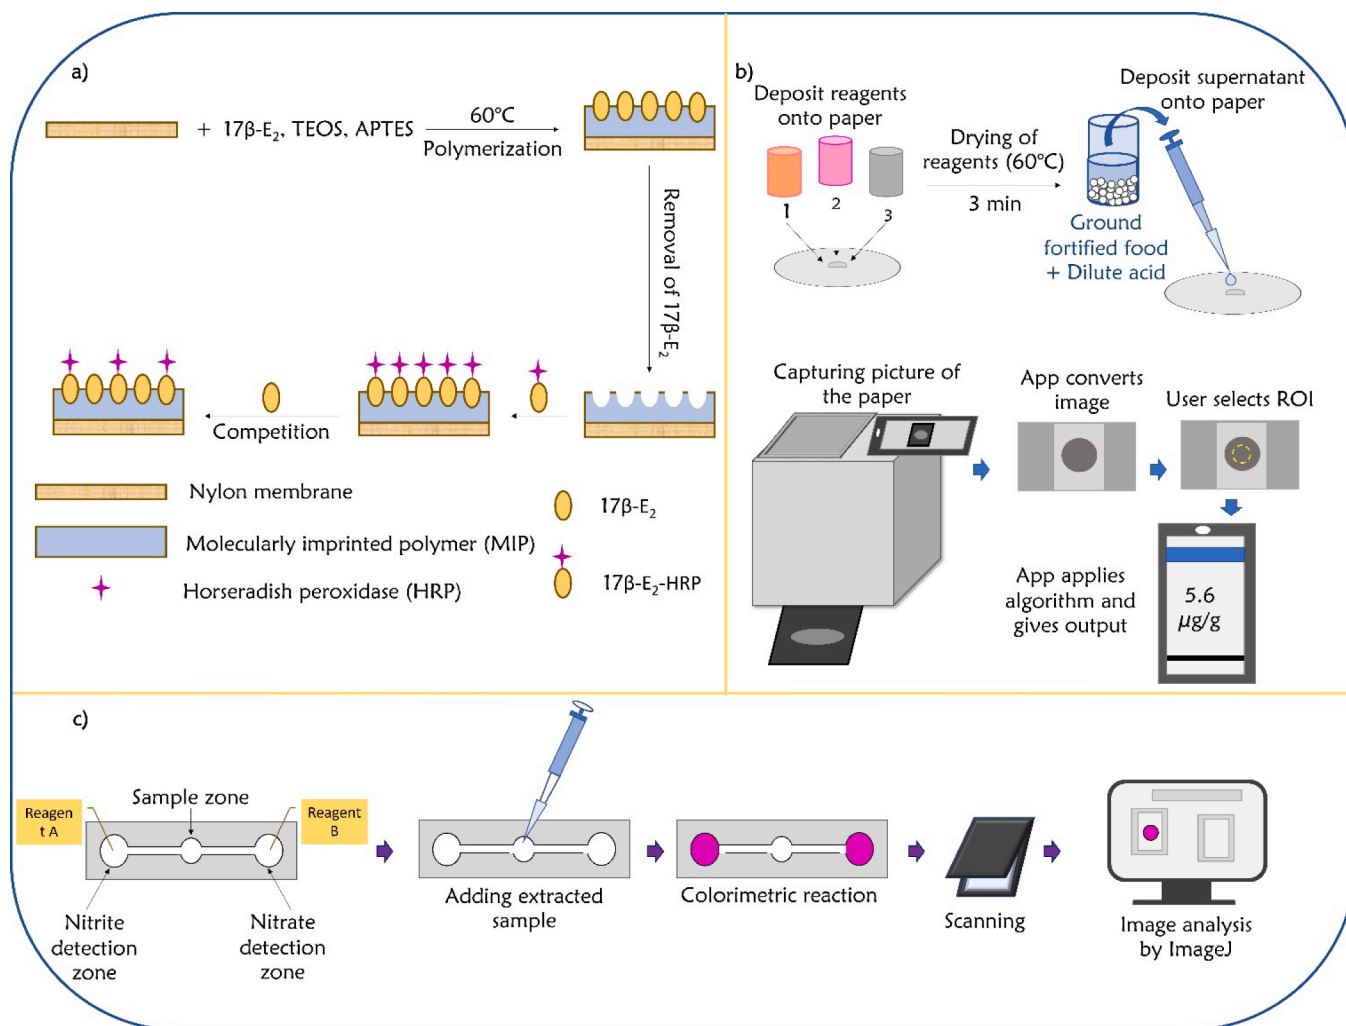 a)
+ 17β-E₂, TEOS, APTES
60°C
Polymerization
Removal of 17β-E₂
Competition
Nylon membrane
Molecularly imprinted polymer (MIP)
Horseradish peroxidase (HRP)
17β-E₂
17β-E₂-HRP
b)
Deposit reagents
onto paper
1
2
3
Drying of
reagents (60°C)
3 min
Deposit supernatant
onto paper
Ground
fortified food
+ Dilute acid
Capturing picture of
the paper
App converts
image
User selects ROI
App applies
algorithm and
gives output
5.6
µg/g
c)
Reagen
t A
Sample zone
Reagent
B
Nitrite
detection
zone
Nitrate
detection
zone
Adding extracted
sample
Colorimetric reaction
Scanning
Image analysis
by ImageJ